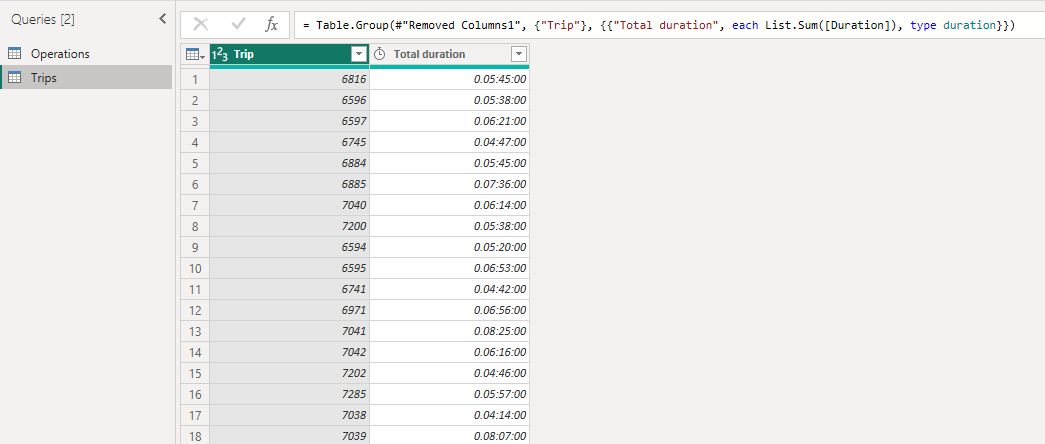 Queries [2]
Operations
Trips
fx
= Table.Group(#"Removed Columns1", {"Trip"}, {{"Total duration", each List.Sum([Duration]), type duration}})
1 2 3 Trip Total duration
1 6816 0.05:45:00
2 6596 0.05:38:00
3 6597 0.06:21:00
4 6745 0.04:47:00
5 6884 0.05:45:00
6 6885 0.07:36:00
7 7040 0.06:14:00
8 7200 0.05:38:00
9 6594 0.05:20:00
10 6595 0.06:53:00
11 6741 0.04:42:00
12 6971 0.06:56:00
13 7041 0.08:25:00
14 7042 0.06:16:00
15 7202 0.04:46:00
16 7285 0.05:57:00
17 7038 0.04:14:00
18 7039 0.08:07:00